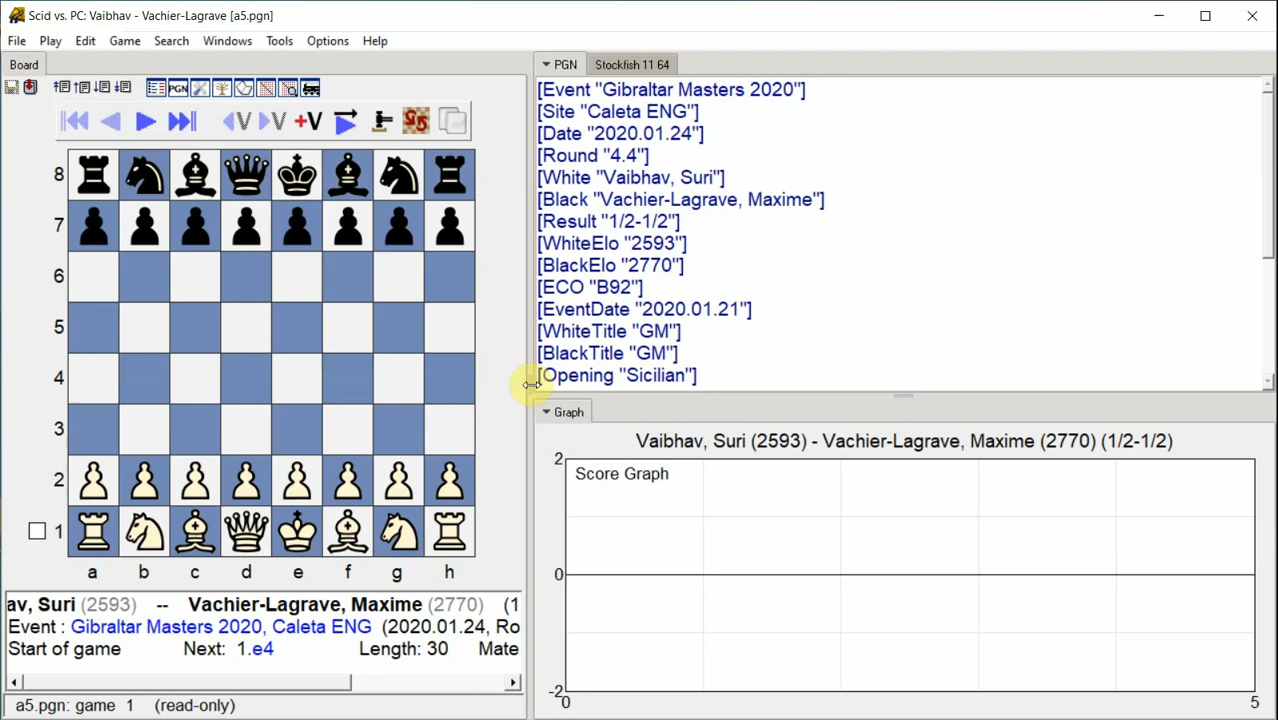 Scid vs. PC: Vaibhav - Vachier-Lagrave [a5.pgn]
File Play Edit Game Search Windows Tools Options Help
Board
PGN
V V +V
8
7
6
5
4
3
2
1
a b c d e f g h
av, Suri (2593) -- Vachier-Lagrave, Maxime (2770) (1
Event : Gibraltar Masters 2020, Caleta ENG (2020.01.24, Ro
Start of game Next: 1.e4 Length: 30 Mate
a5.pgn: game 1 (read-only)
PGN Stockfish 11 64
[Event "Gibraltar Masters 2020"]
[Site "Caleta ENG"]
[Date "2020.01.24"]
[Round "4.4"]
[White "Vaibhav, Suri"]
[Black "Vachier-Lagrave, Maxime"]
[Result "1/2-1/2"]
[WhiteElo "2593"]
[BlackElo "2770"]
[ECO "B92"]
[EventDate "2020.01.21"]
[WhiteTitle "GM"]
[BlackTitle "GM"]
[Opening "Sicilian"]
Graph
Vaibhav, Suri (2593) - Vachier-Lagrave, Maxime (2770) (1/2-1/2)
2
Score Graph
0
-2
0 5